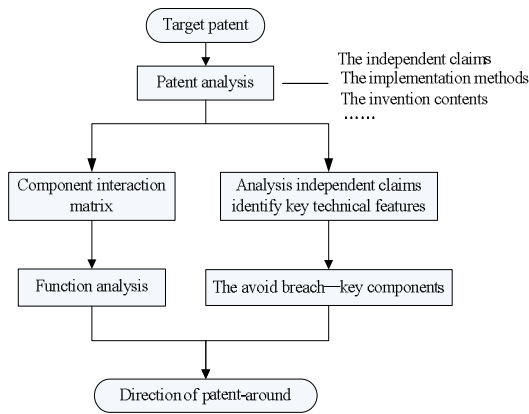 Target patent
Patent analysis
The independent claims
The implementation methods
The invention contents
……
Component interaction
matrix
Analysis independent claims
identify key technical features
Function analysis
The avoid breach—key components
Direction of patent-around